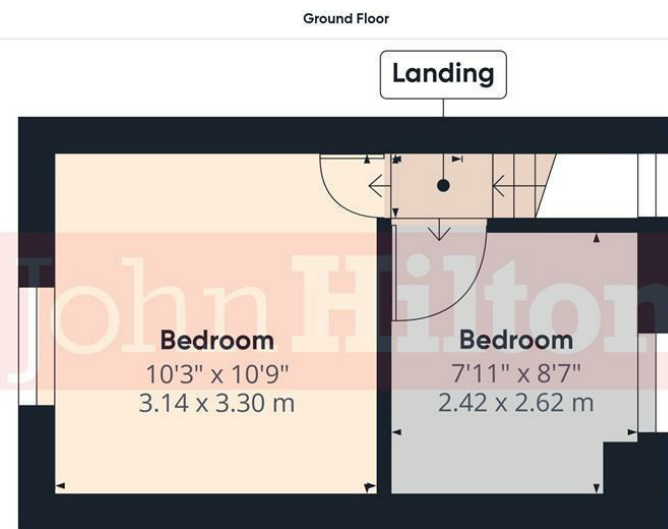 Ground Floor
Landing
John Hilton
Bedroom
10'3" x 10'9"
3.14 x 3.30 m
Bedroom
7'11" x 8'7"
2.42 x 2.62 m